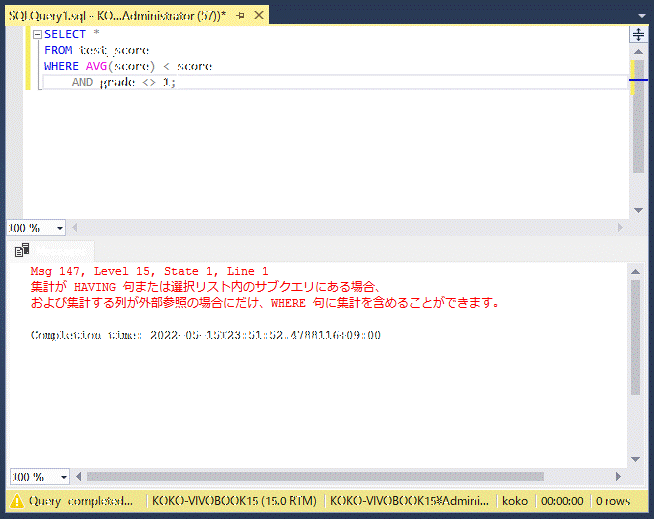 SQLQuery1.sql - KO...Administrator (57))*
SELECT *
FROM test_score
WHERE AVG(score) < score
AND grade <> 1;
100 %
Msg 147, Level 15, State 1, Line 1
集計が HAVING 句または選択リスト内のサブクエリにある場合、
および集計する列が外部参照の場合にだけ、WHERE 句に集計を含めることができます。
Completion time: 2022-05-15T23:51:52.4788116+09:00
100 %
Query completed... KOKO-VIVOBOOK15 (15.0 RTM) KOKO-VIVOBOOK15¥Admini... koko 00:00:00 0 rows